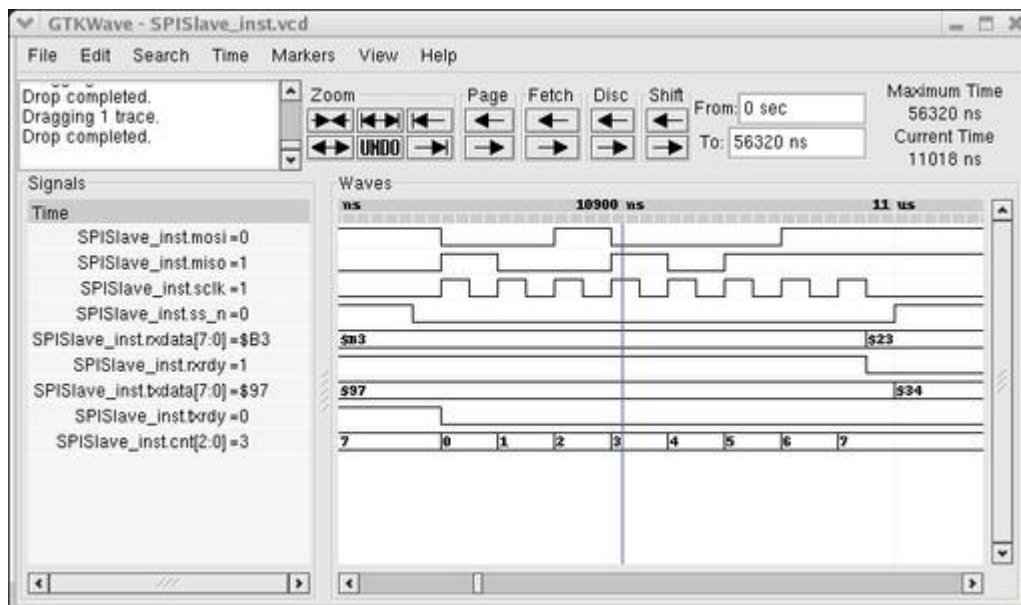 GTKWave - SPISlave_inst.vcd
File Edit Search Time Markers View Help
Drop completed.
Dragging 1 trace.
Drop completed.
Zoom Page Fetch Disc Shift
UNDO
From: 0 sec
To: 56320 ns
Maximum Time
56320 ns
Current Time
11018 ns
Signals
Waves
Time
ns 10900 ns 11 us
SPISlave_inst.mosi=0
SPISlave_inst.miso=1
SPISlave_inst.sclk=1
SPISlave_inst.ss_n=0
SPISlave_inst.rxdata[7:0]=$B3 $B3 $23
SPISlave_inst.rxrdy=1
SPISlave_inst.txdata[7:0]=$97 $97 $34
SPISlave_inst.txrdy=0
SPISlave_inst.cnt[2:0]=3 7 0 1 2 3 4 5 6 7